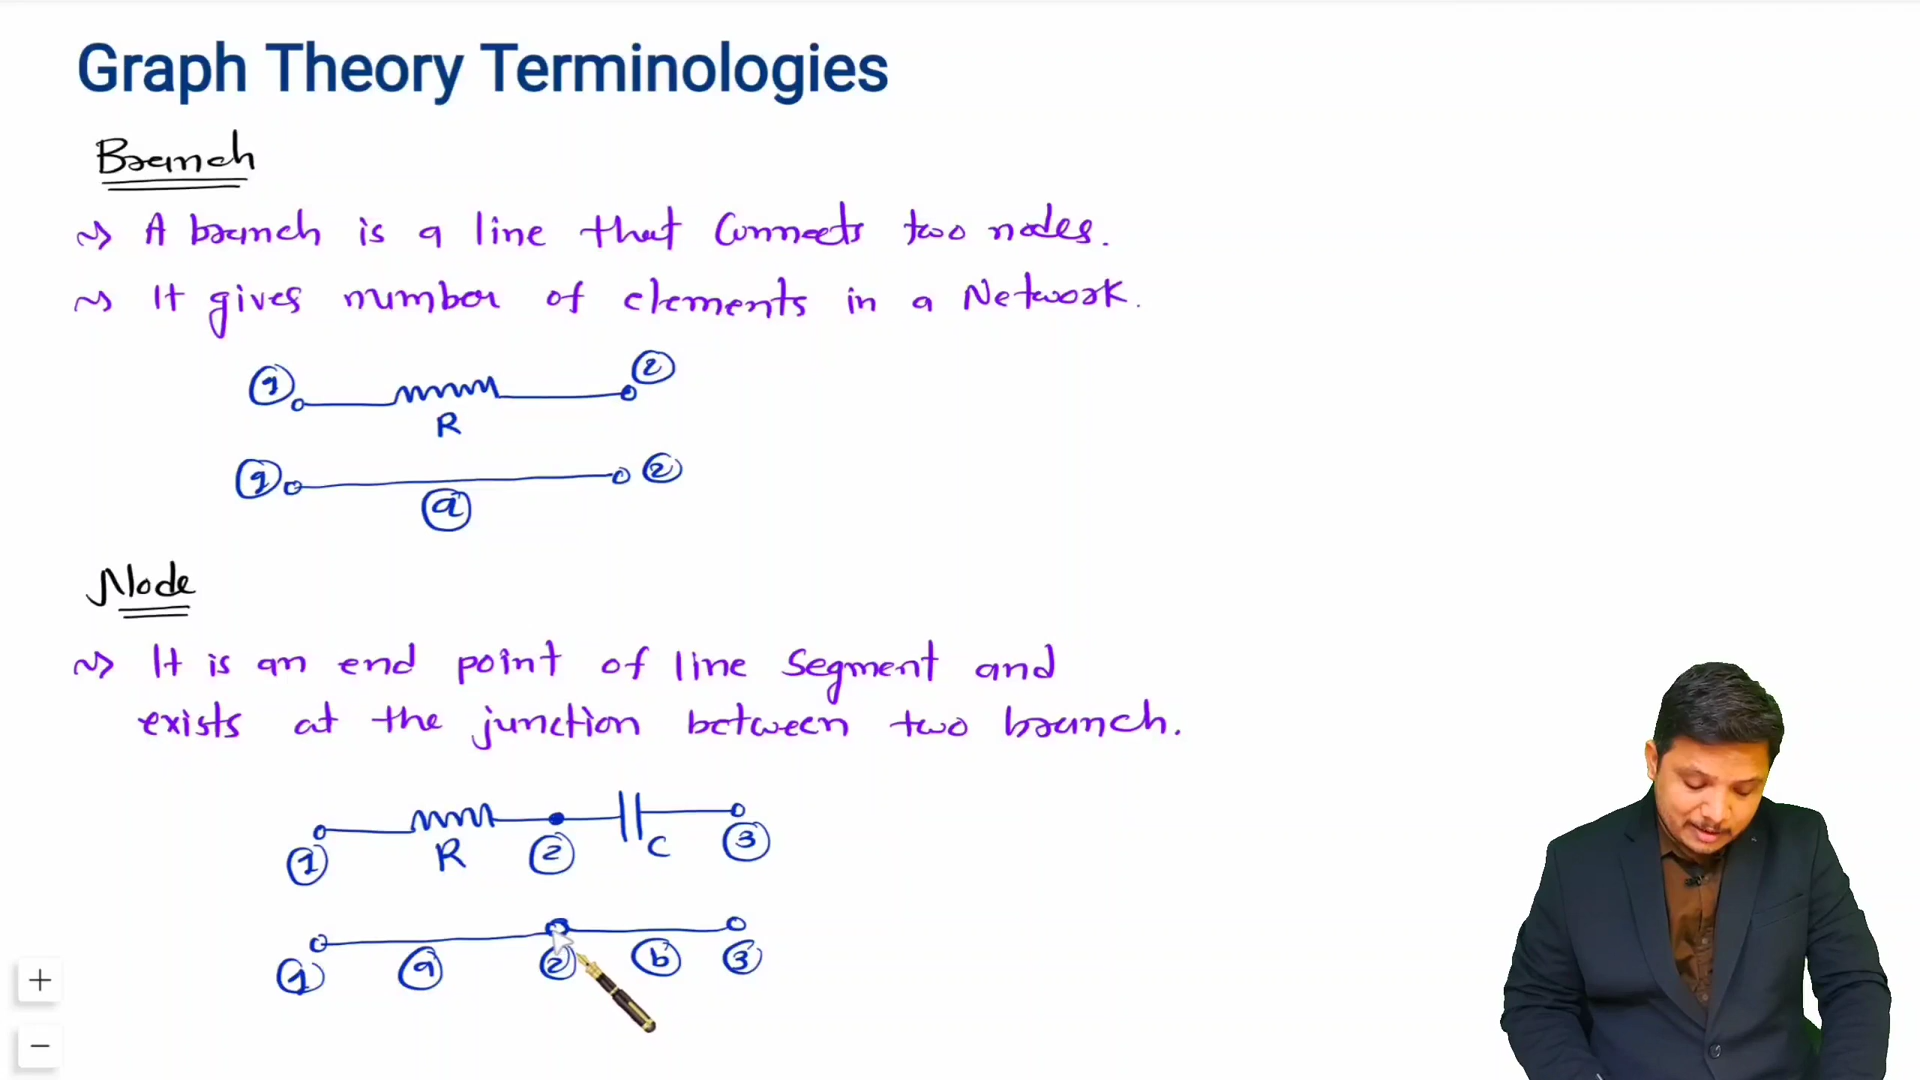 Graph Theory Terminologies
Branch
~> A branch is a line that connects two nodes.
~> It gives number of elements in a Network.
1 2
R
1 2
a
Node
~> It is an end point of line segment and
exists at the junction between two branch.
1 R 2 C 3
1 a 2 b 3
+
−